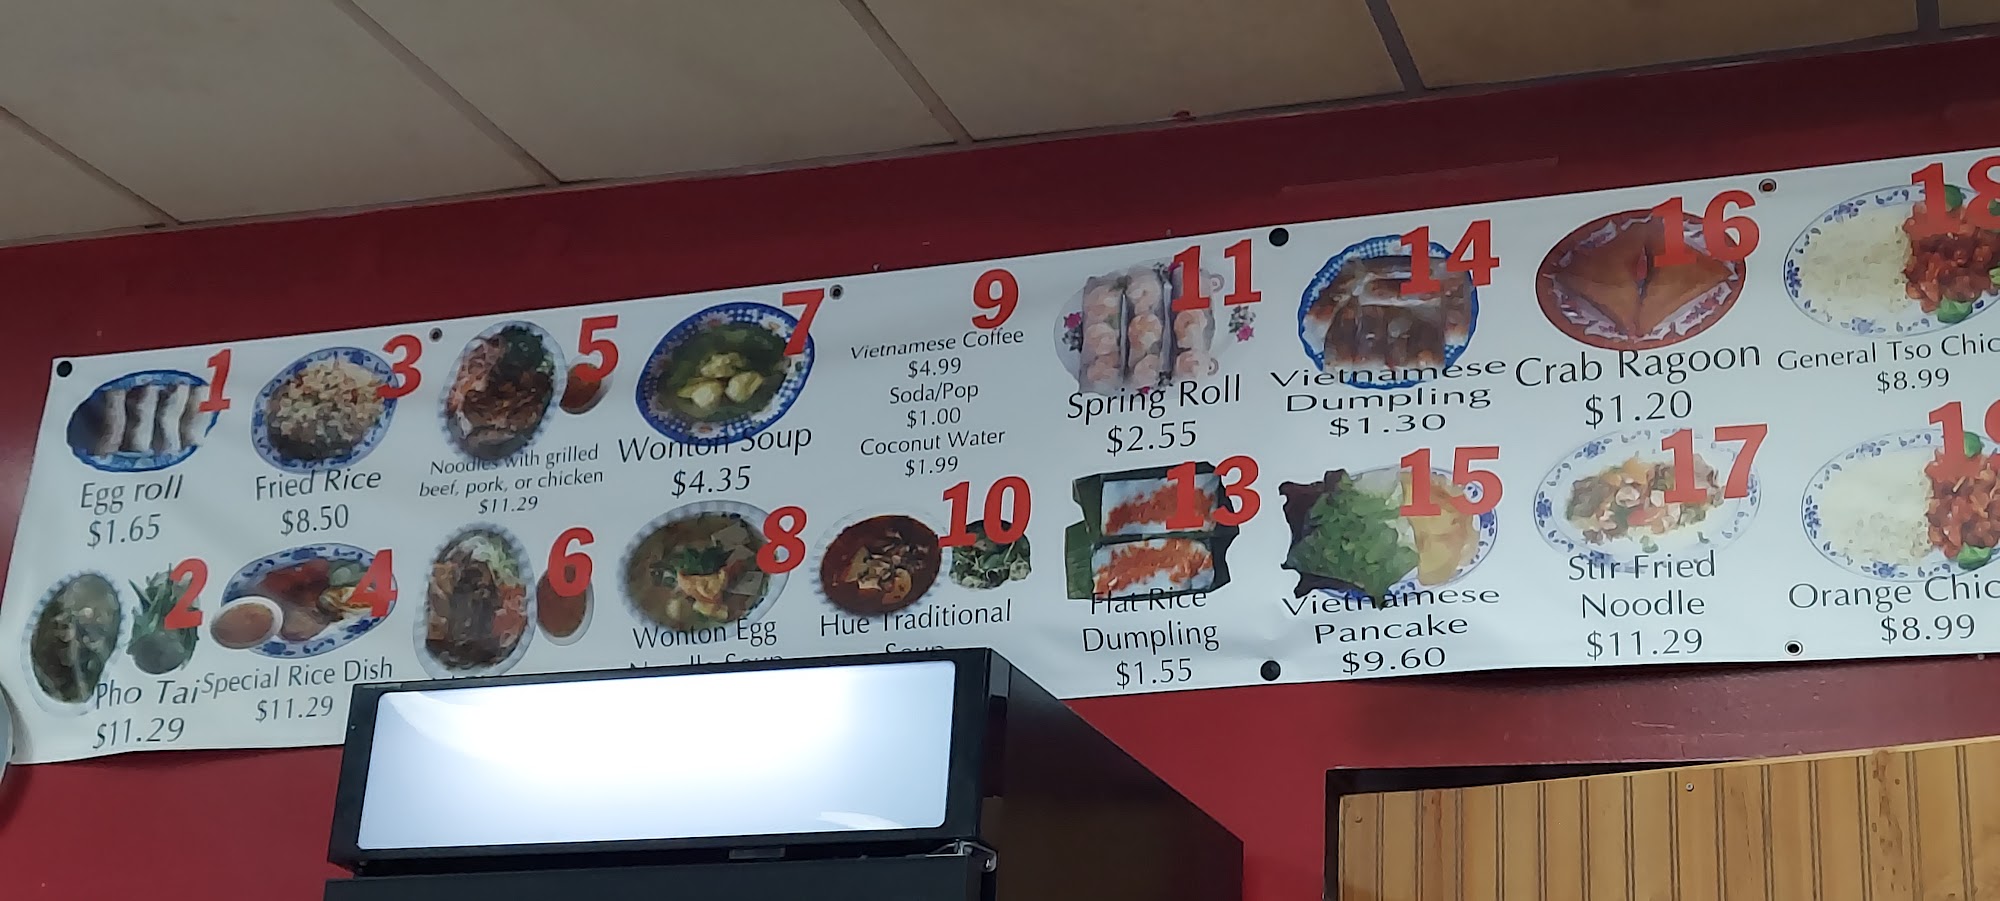 1
Egg roll
$1.65
2
Pho Tai
$11.29
3
Fried Rice
$8.50
4
Special Rice Dish
$11.29
5
Noodles with grilled
beef, pork, or chicken
$11.29
6
7
Wonton Soup
$4.35
8
Wonton Egg
Noodle Soup
9
Vietnamese Coffee
$4.99
Soda/Pop
$1.00
Coconut Water
$1.99
10
Hue Traditional
Soup
11
Spring Roll
$2.55
13
Flat Rice
Dumpling
$1.55
14
Vietnamese
Dumpling
$1.30
15
Vietnamese
Pancake
$9.60
16
Crab Ragoon
$1.20
17
Stir Fried
Noodle
$11.29
18
General Tso Chic
$8.99
19
Orange Chic
$8.99